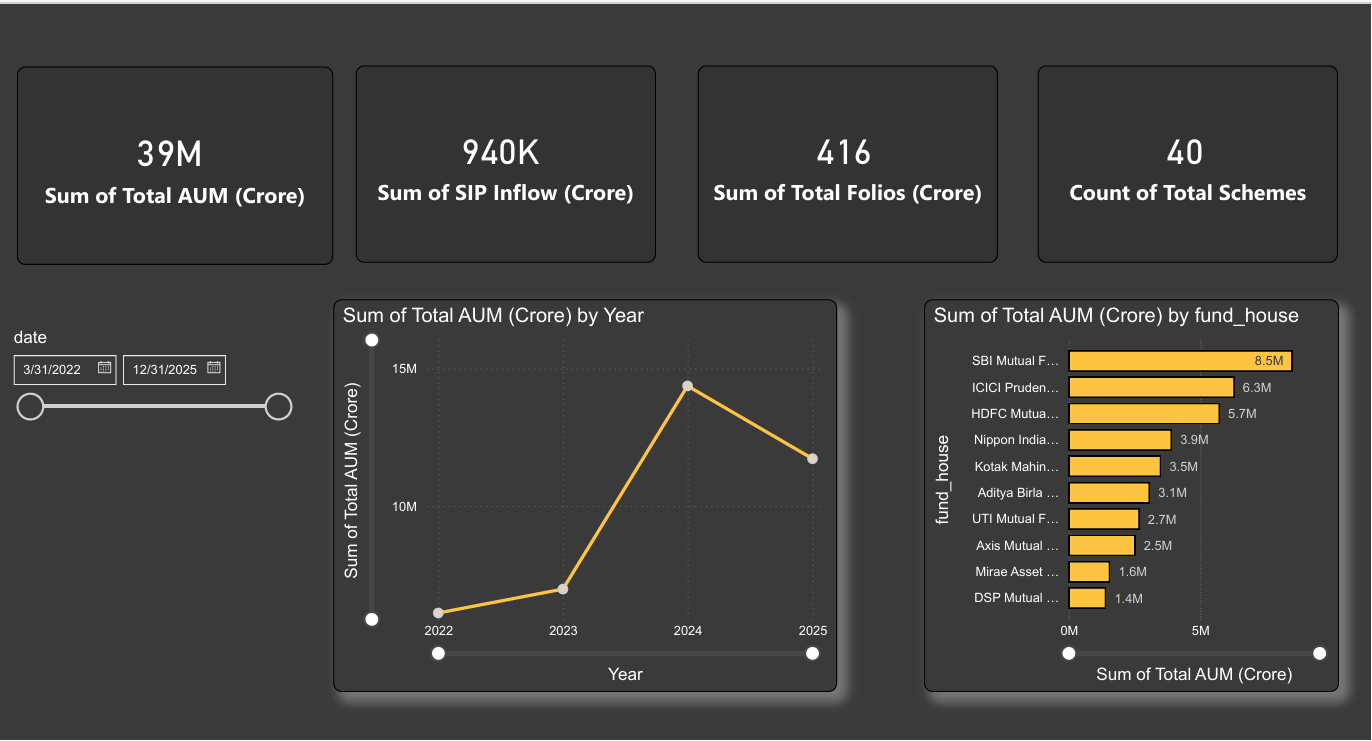 39M
Sum of Total AUM (Crore)
940K
Sum of SIP Inflow (Crore)
416
Sum of Total Folios (Crore)
40
Count of Total Schemes
date
3/31/2022
12/31/2025
Sum of Total AUM (Crore) by Year
Sum of Total AUM (Crore)
15M
10M
2022 2023 2024 2025
Year
Sum of Total AUM (Crore) by fund_house
fund_house
SBI Mutual F... 8.5M
ICICI Pruden... 6.3M
HDFC Mutua... 5.7M
Nippon India... 3.9M
Kotak Mahin... 3.5M
Aditya Birla ... 3.1M
UTI Mutual F... 2.7M
Axis Mutual ... 2.5M
Mirae Asset ... 1.6M
DSP Mutual ... 1.4M
0M 5M
Sum of Total AUM (Crore)